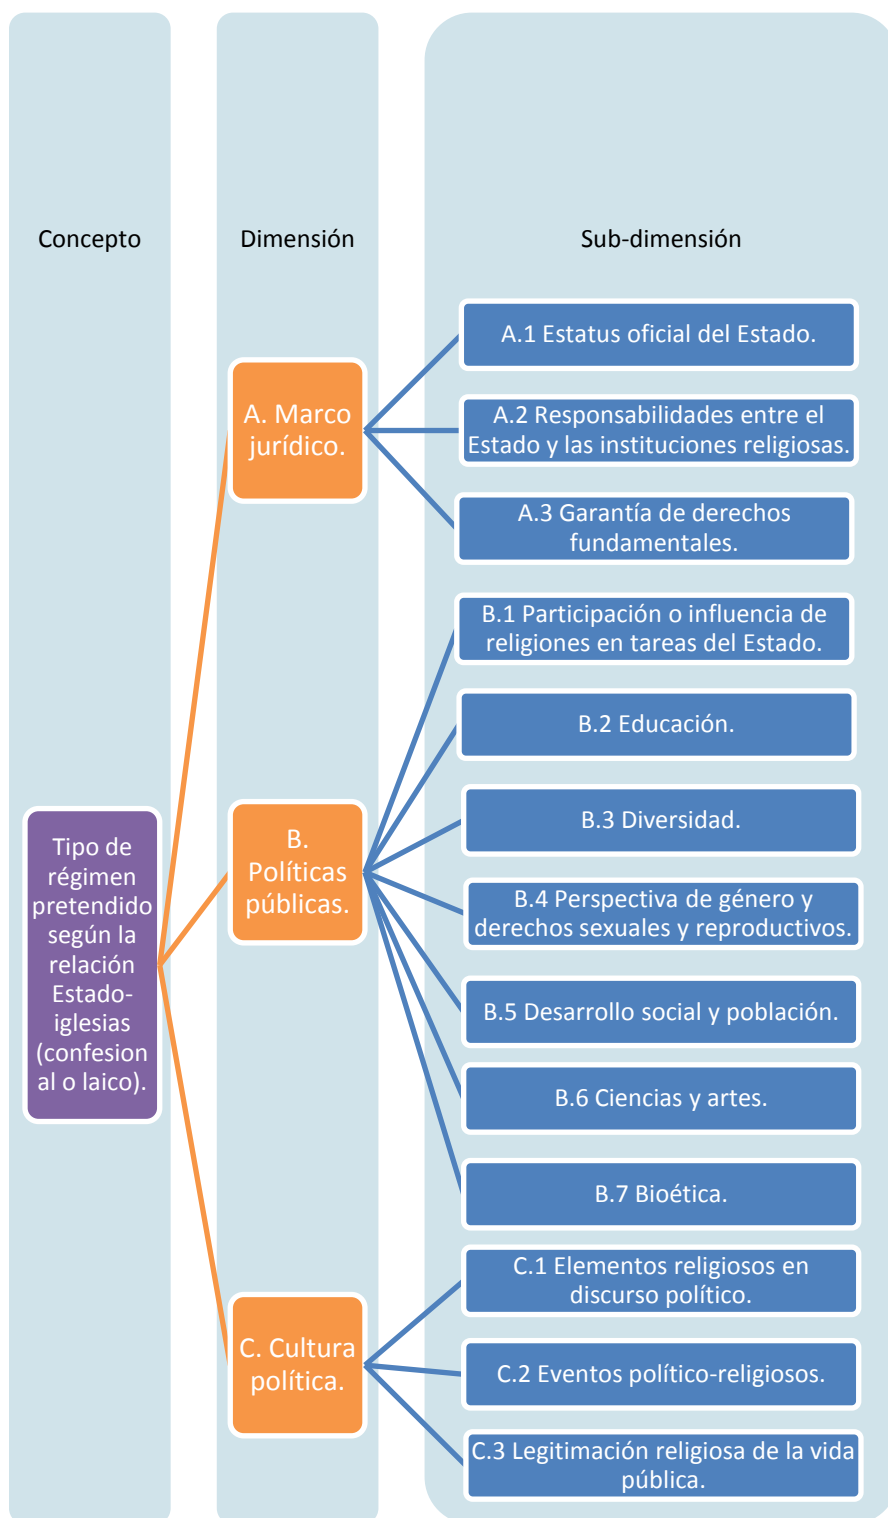 Concepto
Dimensión
Sub-dimensión
Tipo de
régimen
pretendido
según la
relación
Estado-
iglesias
(confesion
al o laico).
A. Marco
jurídico.
A.1 Estatus oficial del Estado.
A.2 Responsabilidades entre el
Estado y las instituciones religiosas.
A.3 Garantía de derechos
fundamentales.
B.
Políticas
públicas.
B.1 Participación o influencia de
religiones en tareas del Estado.
B.2 Educación.
B.3 Diversidad.
B.4 Perspectiva de género y
derechos sexuales y reproductivos.
B.5 Desarrollo social y población.
B.6 Ciencias y artes.
B.7 Bioética.
C. Cultura
política.
C.1 Elementos religiosos en
discurso político.
C.2 Eventos político-religiosos.
C.3 Legitimación religiosa de la vida
pública.